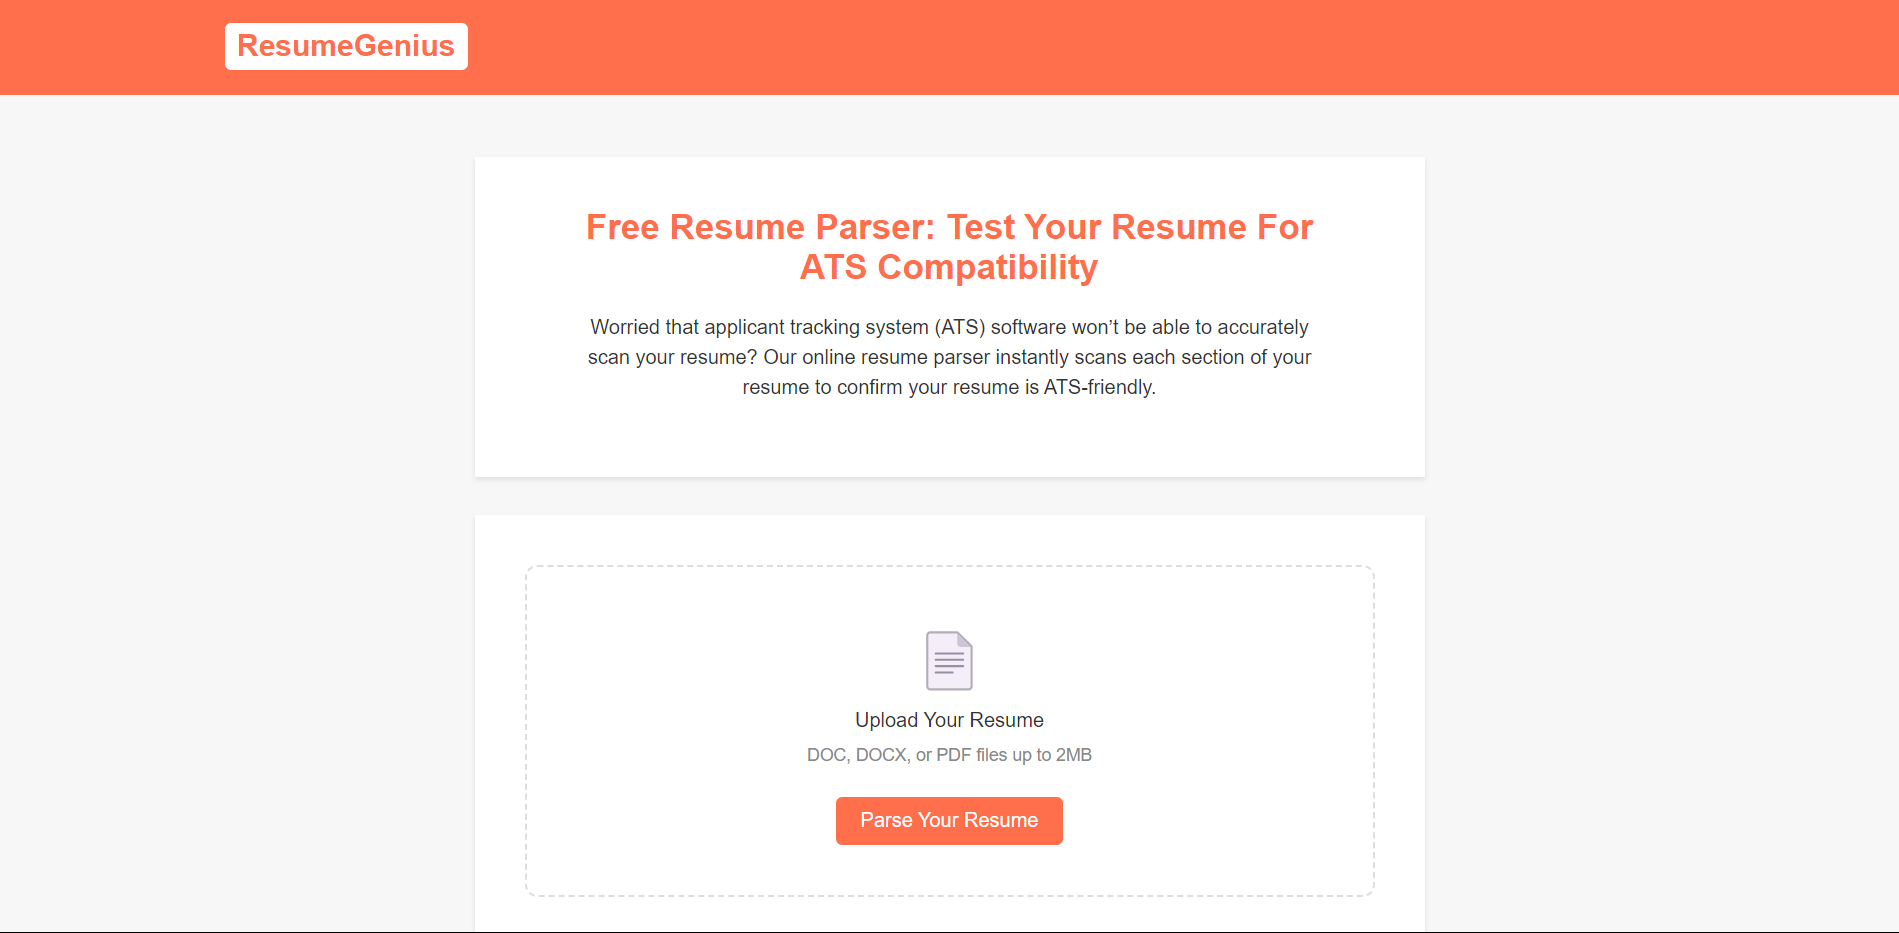 ResumeGenius
Free Resume Parser: Test Your Resume For
ATS Compatibility
Worried that applicant tracking system (ATS) software won’t be able to accurately
scan your resume? Our online resume parser instantly scans each section of your
resume to confirm your resume is ATS-friendly.
Upload Your Resume
DOC, DOCX, or PDF files up to 2MB
Parse Your Resume